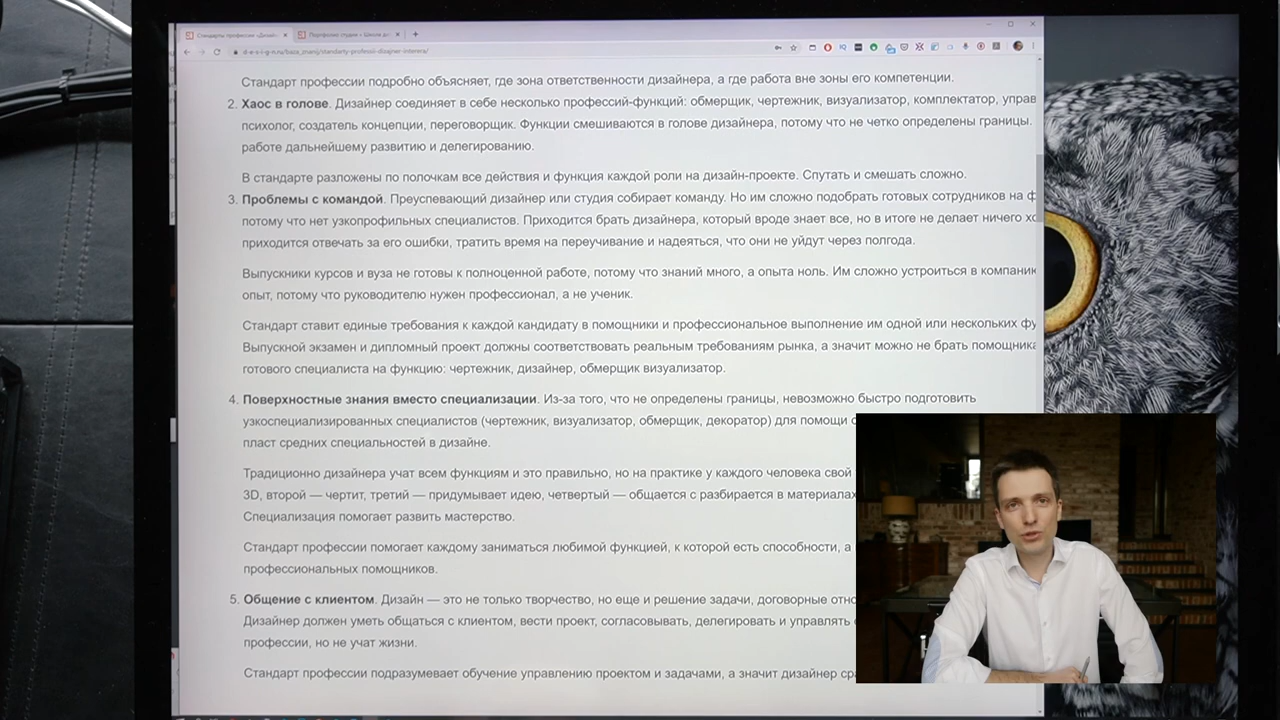 Стандарты профессии «Дизайн
Портфолио студии « Школа ди
d-e-s-i-g-n.ru/baza_znanij/standarty-professii-dizajner-interera/
Стандарт профессии подробно объясняет, где зона ответственности дизайнера, а где работа вне зоны его компетенции.
2. Хаос в голове. Дизайнер соединяет в себе несколько профессий-функций: обмерщик, чертежник, визуализатор, комплектатор, управ
психолог, создатель концепции, переговорщик. Функции смешиваются в голове дизайнера, потому что не четко определены границы.
работе дальнейшему развитию и делегированию.
В стандарте разложены по полочкам все действия и функция каждой роли на дизайн-проекте. Спутать и смешать сложно.
3. Проблемы с командой. Преуспевающий дизайнер или студия собирает команду. Но им сложно подобрать готовых сотрудников на ф
потому что нет узкопрофильных специалистов. Приходится брать дизайнера, который вроде знает все, но в итоге не делает ничего хо
приходится отвечать за его ошибки, тратить время на переучивание и надеяться, что они не уйдут через полгода.
Выпускники курсов и вуза не готовы к полноценной работе, потому что знаний много, а опыта ноль. Им сложно устроиться в компани
опыт, потому что руководителю нужен профессионал, а не ученик.
Стандарт ставит единые требования к каждой кандидату в помощники и профессиональное выполнение им одной или нескольких фу
Выпускной экзамен и дипломный проект должны соответствовать реальным требованиям рынка, а значит можно не брать помощника
готового специалиста на функцию: чертежник, дизайнер, обмерщик визуализатор.
4. Поверхностные знания вместо специализации. Из-за того, что не определены границы, невозможно быстро подготовить
узкоспециализированных специалистов (чертежник, визуализатор, обмерщик, декоратор) для помощи
пласт средних специальностей в дизайне.
Традиционно дизайнера учат всем функциям и это правильно, но на практике у каждого человека свой
3D, второй — чертит, третий — придумывает идею, четвертый — общается с разбирается в материалах
Специализация помогает развить мастерство.
Стандарт профессии помогает каждому заниматься любимой функцией, к которой есть способности, а
профессиональных помощников.
5. Общение с клиентом. Дизайн — это не только творчество, но еще и решение задачи, договорные отно
Дизайнер должен уметь общаться с клиентом, вести проект, согласовывать, делегировать и управлять
профессии, но не учат жизни.
Стандарт профессии подразумевает обучение управлению проектом и задачами, а значит дизайнер сра